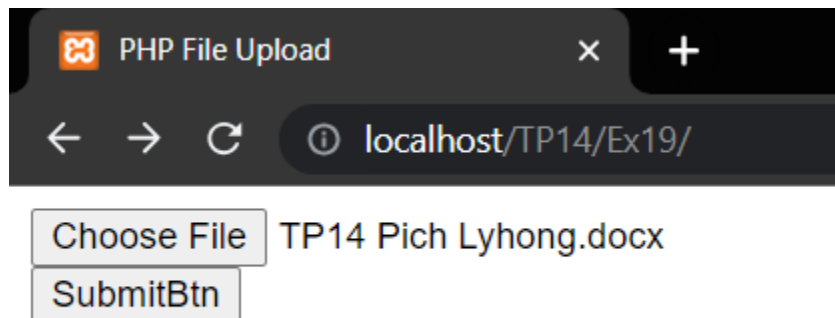 PHP File Upload
localhost/TP14/Ex19/
Choose File TP14 Pich Lyhong.docx
SubmitBtn